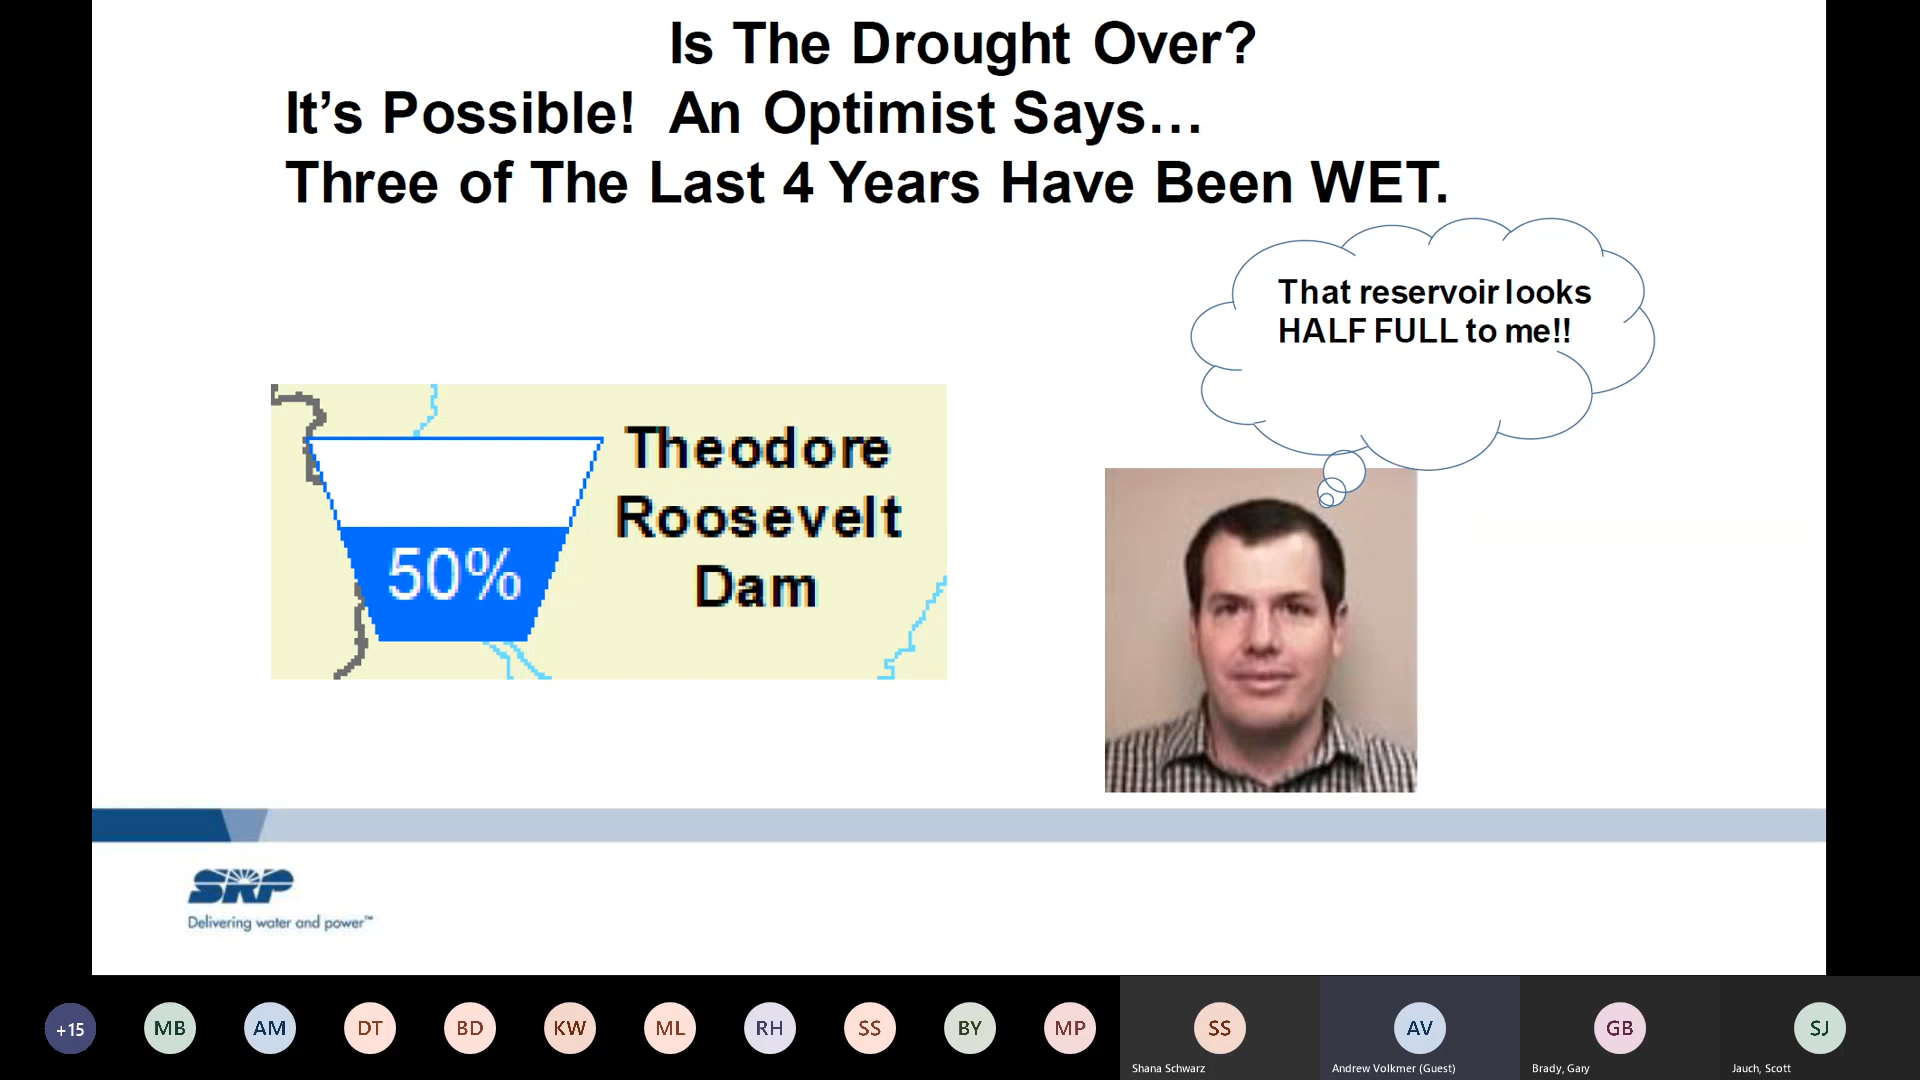 Is The Drought Over?
It’s Possible!  An Optimist Says…
Three of The Last 4 Years Have Been WET.
That reservoir looks
HALF FULL to me!!
Theodore
Roosevelt
Dam
50%
SRP
Delivering water and power™
+15
MB
AM
DT
BD
KW
ML
RH
SS
BY
MP
SS
AV
GB
SJ
Shana Schwarz
Andrew Volkmer (Guest)
Brady, Gary
Jauch, Scott